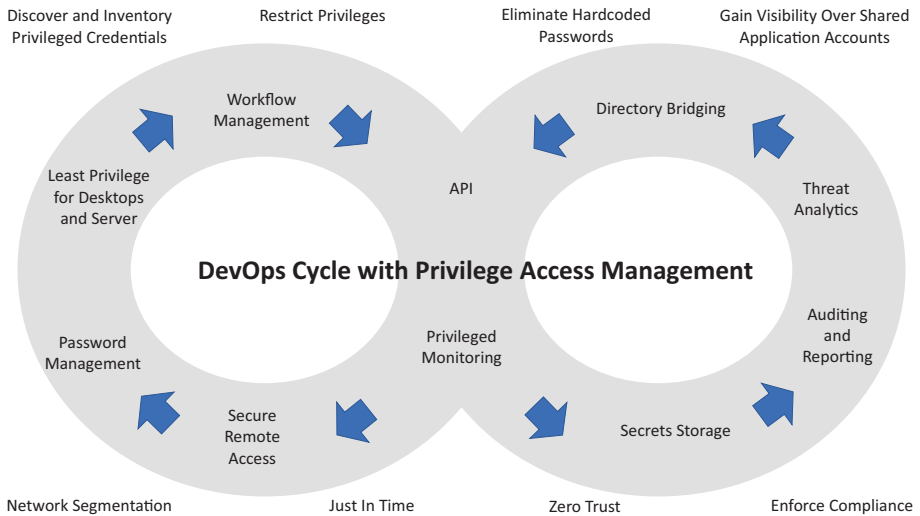 Discover and Inventory
Privileged Credentials
Restrict Privileges
Eliminate Hardcoded
Passwords
Gain Visibility Over Shared
Application Accounts
Workflow
Management
Directory Bridging
Least Privilege
for Desktops
and Server
API
Threat
Analytics
DevOps Cycle with Privilege Access Management
Password
Management
Privileged
Monitoring
Auditing
and
Reporting
Secure
Remote
Access
Secrets Storage
Network Segmentation
Just In Time
Zero Trust
Enforce Compliance